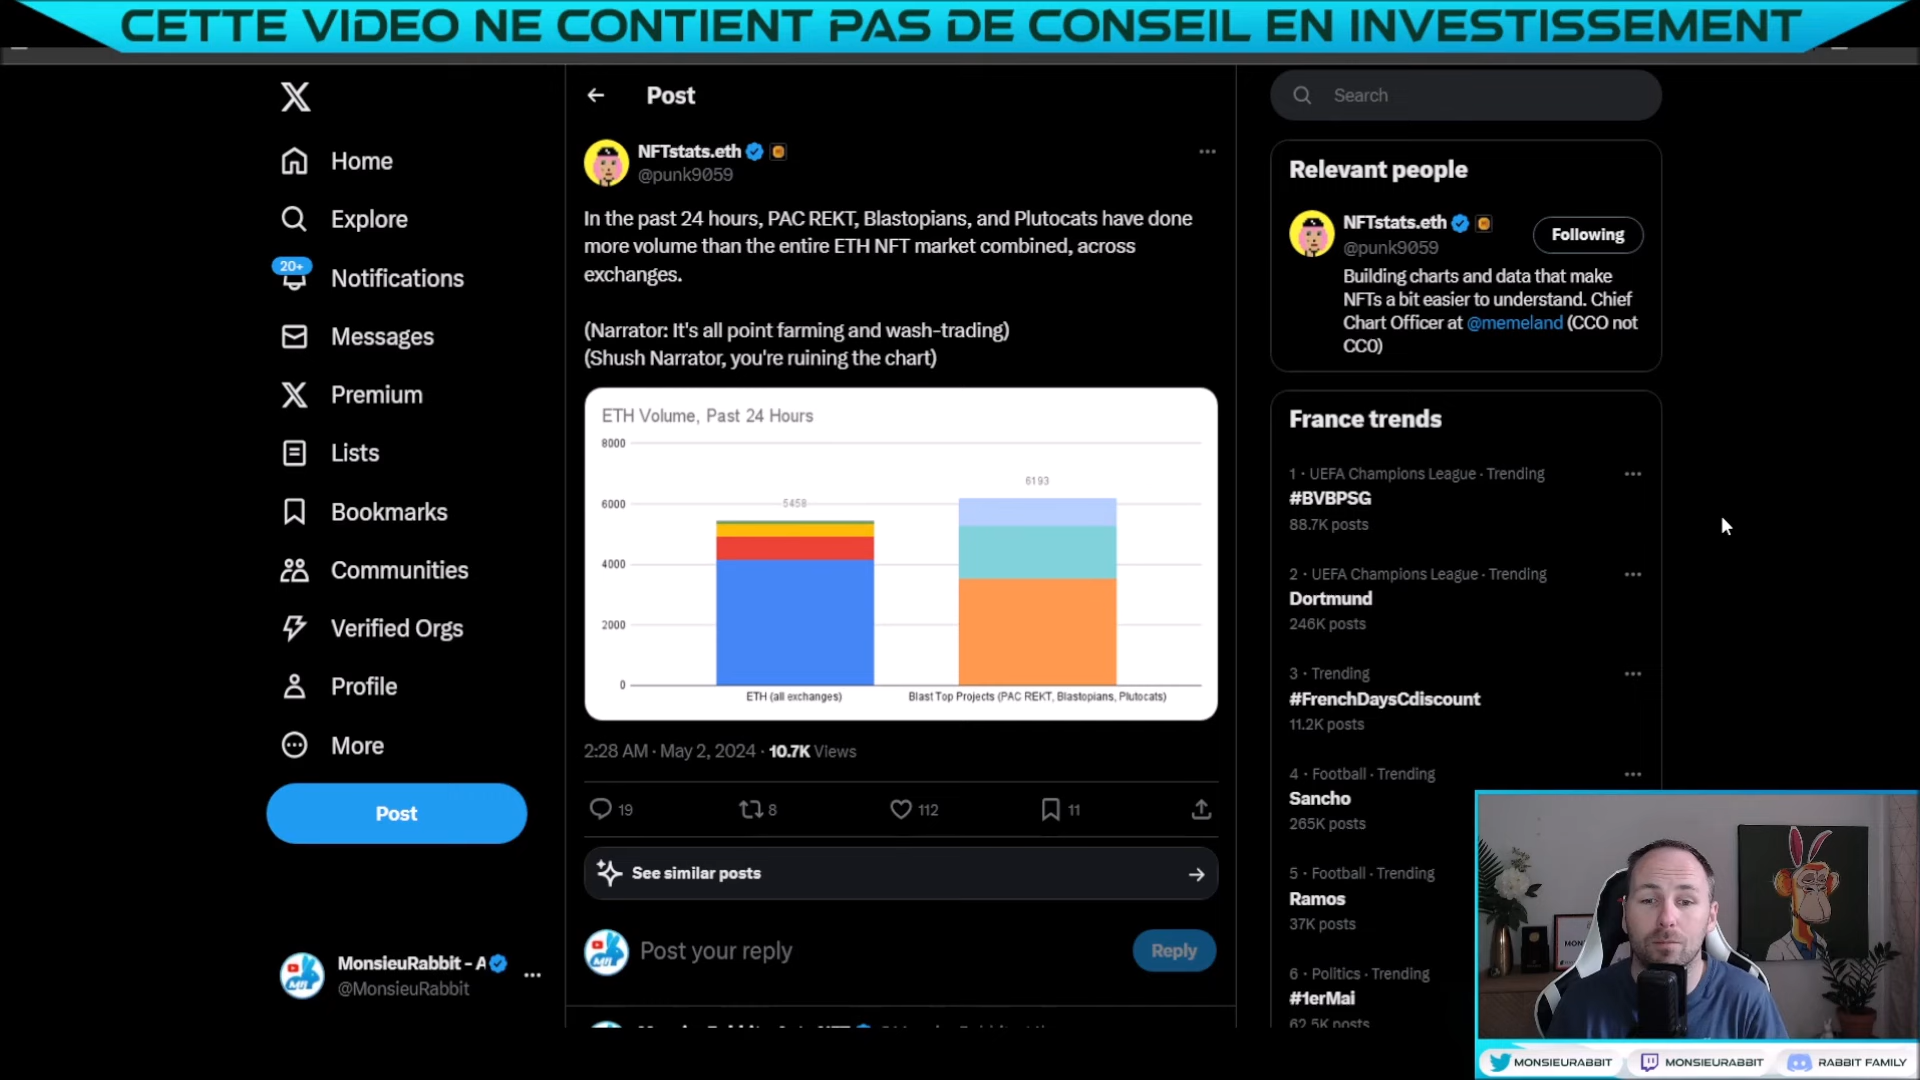 CETTE VIDEO NE CONTIENT PAS DE CONSEIL EN INVESTISSEMENT
Home
Explore
20+
Notifications
Messages
Premium
Lists
Bookmarks
Communities
Verified Orgs
Profile
More
Post
MonsieuRabbit - A
@MonsieuRabbit
Post
NFTstats.eth
@punk9059
In the past 24 hours, PAC REKT, Blastopians, and Plutocats have done
more volume than the entire ETH NFT market combined, across
exchanges.
(Narrator: It's all point farming and wash-trading)
(Shush Narrator, you're ruining the chart)
ETH Volume, Past 24 Hours
8000
6000
4000
2000
0
5458
6193
ETH (all exchanges)
Blast Top Projects (PAC REKT, Blastopians, Plutocats)
2:28 AM · May 2, 2024 · 10.7K Views
19
8
112
11
See similar posts
Post your reply
Reply
Search
Relevant people
NFTstats.eth
@punk9059
Following
Building charts and data that make
NFTs a bit easier to understand. Chief
Chart Officer at @memeland (CCO not
CC0)
France trends
1 · UEFA Champions League · Trending
#BVBPSG
88.7K posts
2 · UEFA Champions League · Trending
Dortmund
246K posts
3 · Trending
#FrenchDaysCdiscount
11.2K posts
4 · Football · Trending
Sancho
265K posts
5 · Football · Trending
Ramos
37K posts
6 · Politics · Trending
#1erMai
62.5K posts
MONSIEURABBIT
MONSIEURABBIT
RABBIT FAMILY